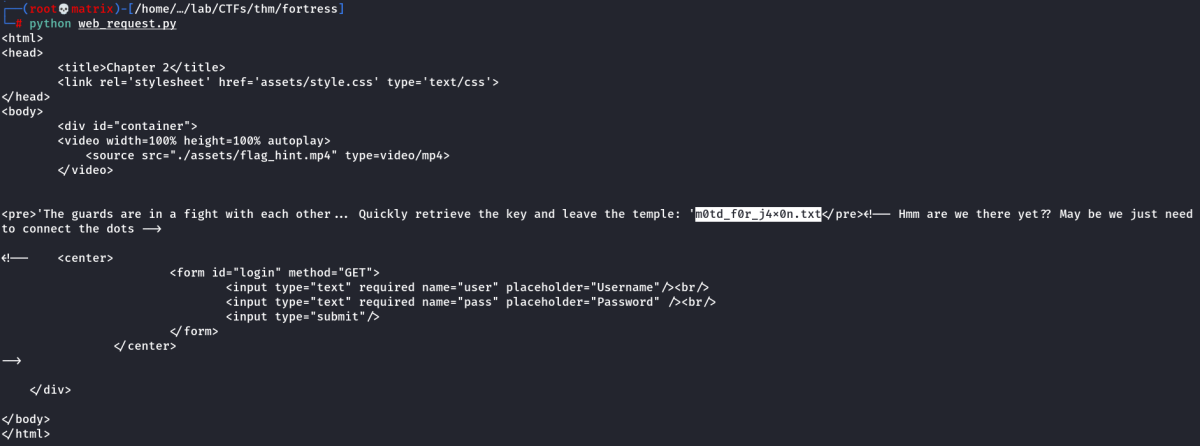 ┌──(root💀matrix)-[/home/…/lab/CTFs/thm/fortress]
└─# python web_request.py
<html>
<head>
        <title>Chapter 2</title>
        <link rel='stylesheet' href='assets/style.css' type='text/css'>
</head>
<body>
        <div id="container">
        <video width=100% height=100% autoplay>
            <source src="./assets/flag_hint.mp4" type=video/mp4>
        </video>
<pre>'The guards are in a fight with each other... Quickly retrieve the key and leave the temple: 'm0td_f0r_j4x0n.txt</pre><!-- Hmm are we there yet?? May be we just need
to connect the dots -->
<!--    <center>
                        <form id="login" method="GET">
                                <input type="text" required name="user" placeholder="Username"/><br/>
                                <input type="text" required name="pass" placeholder="Password" /><br/>
                                <input type="submit"/>
                        </form>
                </center>
-->
    </div>
</body>
</html>